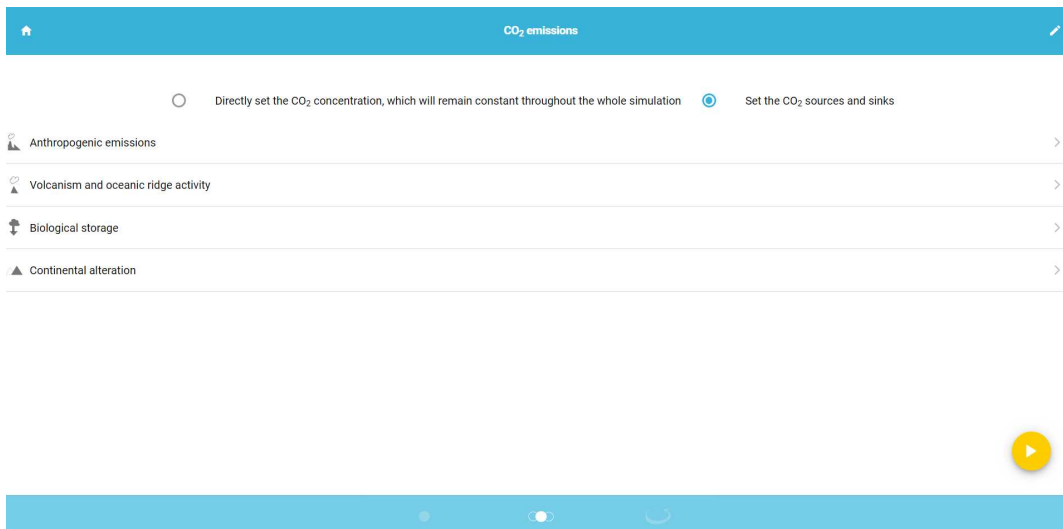 CO₂ emissions
Directly set the CO₂ concentration, which will remain constant throughout the whole simulation
Set the CO₂ sources and sinks
Anthropogenic emissions
Volcanism and oceanic ridge activity
Biological storage
Continental alteration